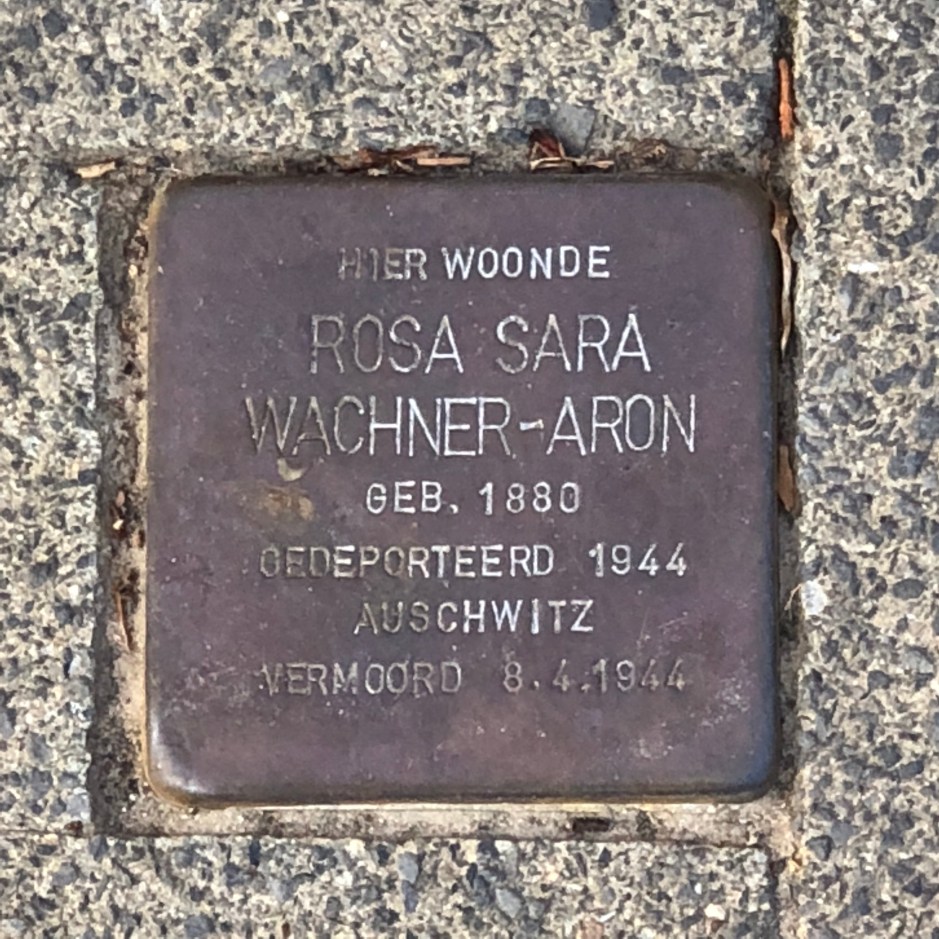 HIER WOONDE
ROSA SARA
WACHNER-ARON
GEB. 1880
GEDEPORTEERD 1944
AUSCHWITZ
VERMOORD 8.4.1944